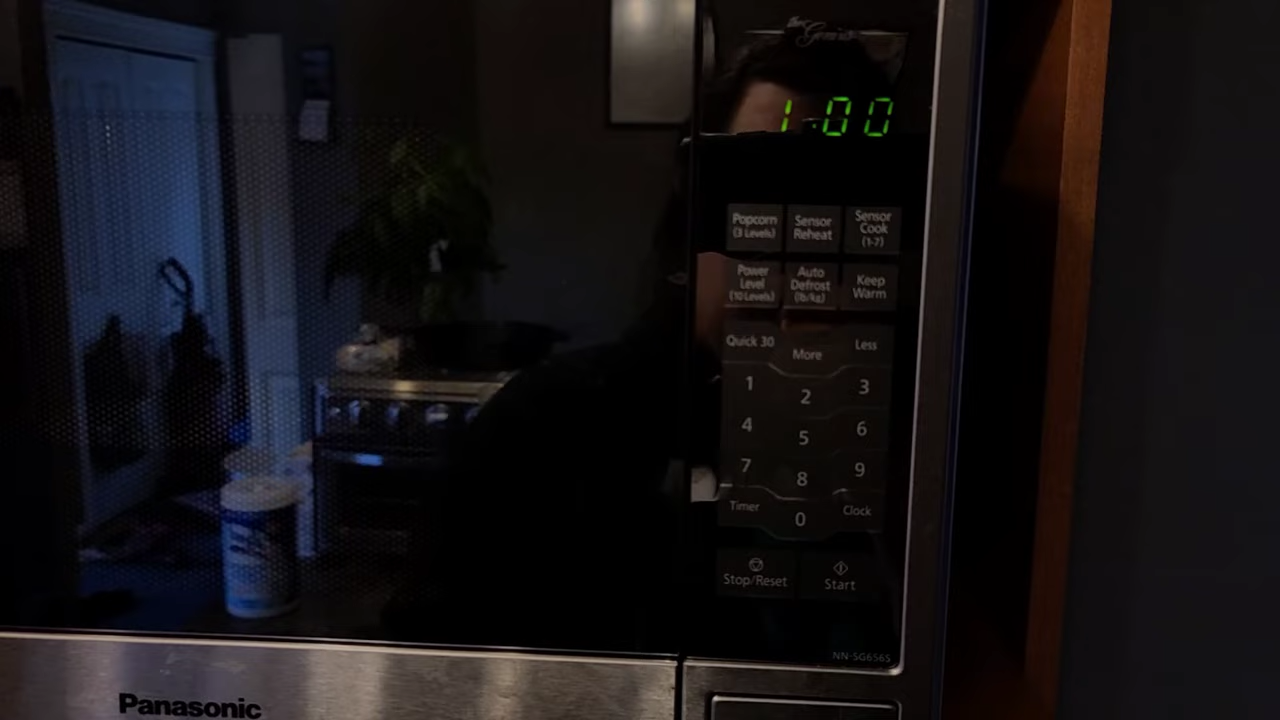 the Genius
1:00
Popcorn
(3 Levels)
Sensor
Reheat
Sensor
Cook
(1-7)
Power
Level
(10 Levels)
Auto
Defrost
(lb/kg)
Keep
Warm
Quick 30
More
Less
1
2
3
4
5
6
7
8
9
Timer
0
Clock
Stop/Reset
Start
NN-SG656S
Panasonic